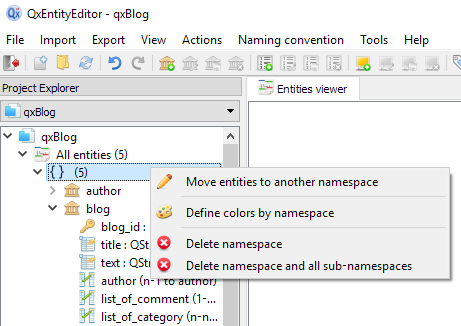 QxEntityEditor - qxBlog
File Import Export View Actions Naming convention Tools Help
Project Explorer
Entities viewer
qxBlog
qxBlog
All entities (5)
{ } (5)
Move entities to another namespace
author
Define colors by namespace
blog
blog_id :
Delete namespace
title : QSt
text : QStr
Delete namespace and all sub-namespaces
author (n-1 to author)
list_of_comment (1-...
list_of_category (n-n...